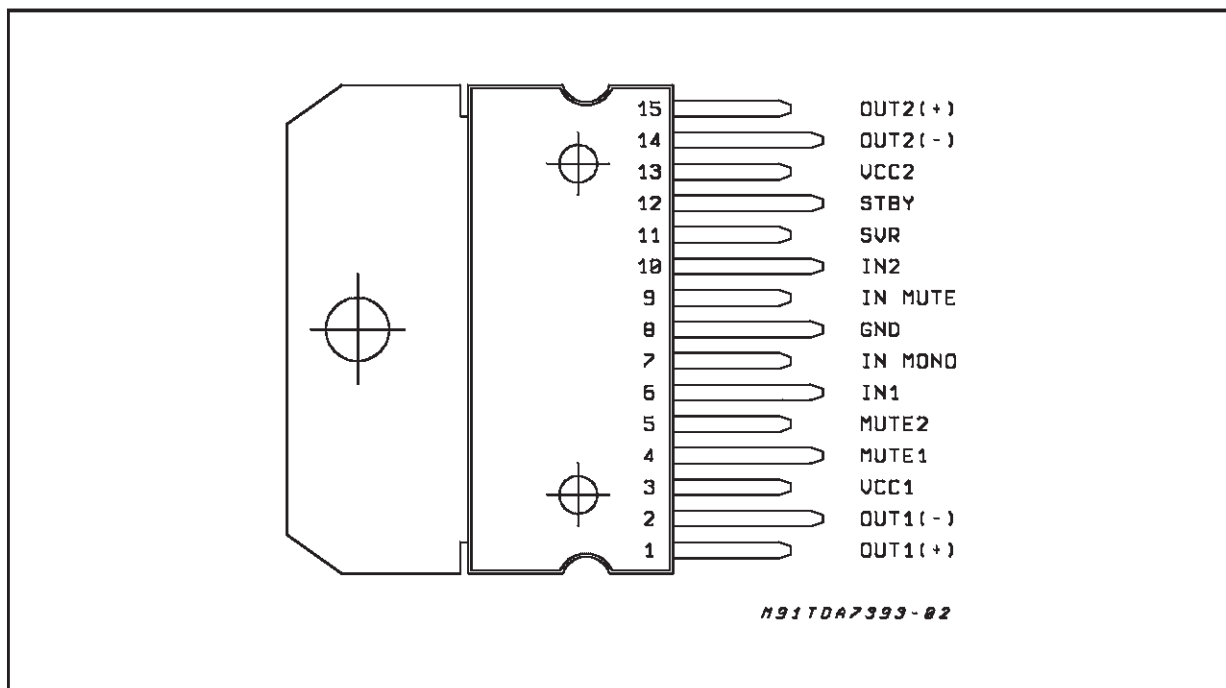 15 OUT2(+)
14 OUT2(-)
13 VCC2
12 STBY
11 SVR
10 IN2
9 IN MUTE
8 GND
7 IN MONO
6 IN1
5 MUTE2
4 MUTE1
3 VCC1
2 OUT1(-)
1 OUT1(+)
M91TDA7393-02